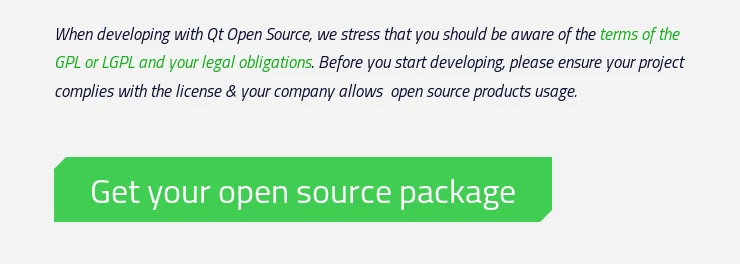 When developing with Qt Open Source, we stress that you should be aware of the terms of the
GPL or LGPL and your legal obligations. Before you start developing, please ensure your project
complies with the license & your company allows  open source products usage.
Get your open source package